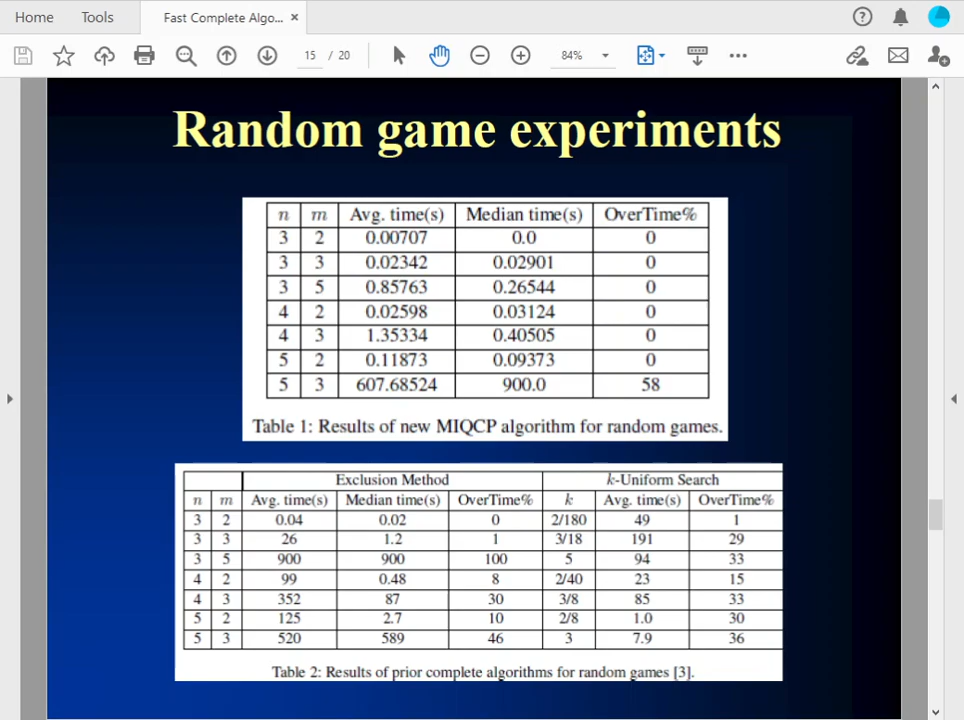 Home Tools Fast Complete Algo... ×
15 / 20 84%
Random game experiments
n m Avg. time(s) Median time(s) OverTime%
3 2 0.00707 0.0 0
3 3 0.02342 0.02901 0
3 5 0.85763 0.26544 0
4 2 0.02598 0.03124 0
4 3 1.35334 0.40505 0
5 2 0.11873 0.09373 0
5 3 607.68524 900.0 58
Table 1: Results of new MIQCP algorithm for random games.
Exclusion Method k-Uniform Search
n m Avg. time(s) Median time(s) OverTime% k Avg. time(s) OverTime%
3 2 0.04 0.02 0 2/180 49 1
3 3 26 1.2 1 3/18 191 29
3 5 900 900 100 5 94 33
4 2 99 0.48 8 2/40 23 15
4 3 352 87 30 3/8 85 33
5 2 125 2.7 10 2/8 1.0 30
5 3 520 589 46 3 7.9 36
Table 2: Results of prior complete algorithms for random games [3].